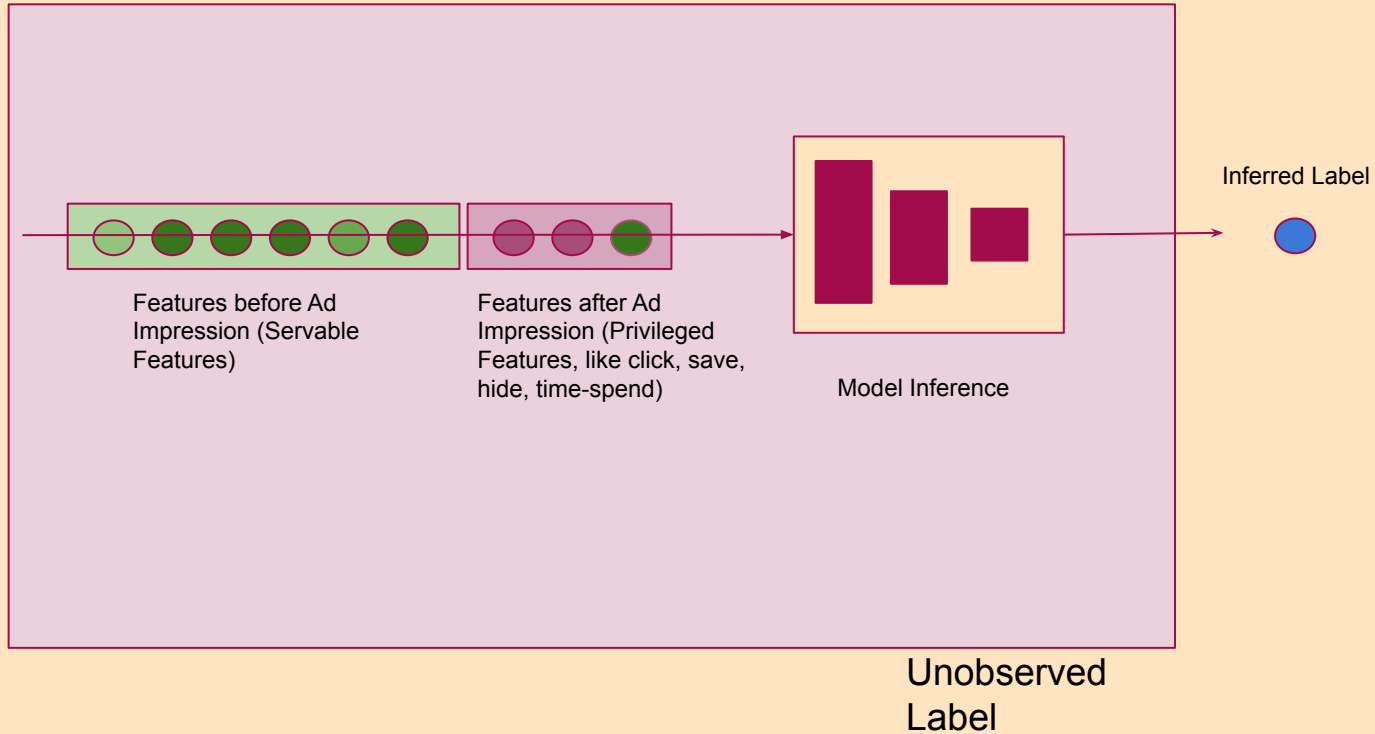 Inferred Label
Features before Ad
Impression (Servable
Features)
Features after Ad
Impression (Privileged
Features, like click, save,
hide, time-spend)
Model Inference
Unobserved
Label